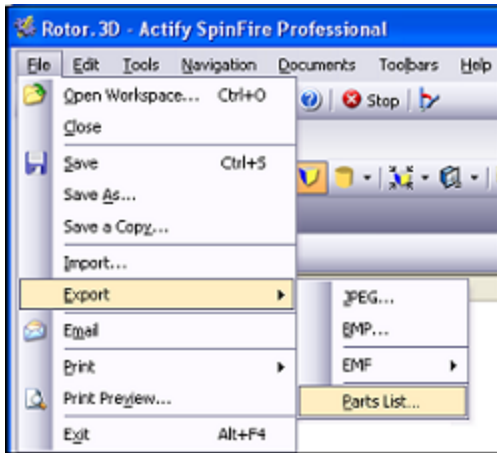 Rotor.3D - Actify SpinFire Professional
File Edit Tools Navigation Documents Toolbars Help
Open Workspace... Ctrl+O
Stop
Close
Save Ctrl+S
Save As...
Save a Copy...
Import...
Export
JPEG...
Email
BMP...
Print
EMF
Print Preview...
Parts List...
Exit Alt+F4